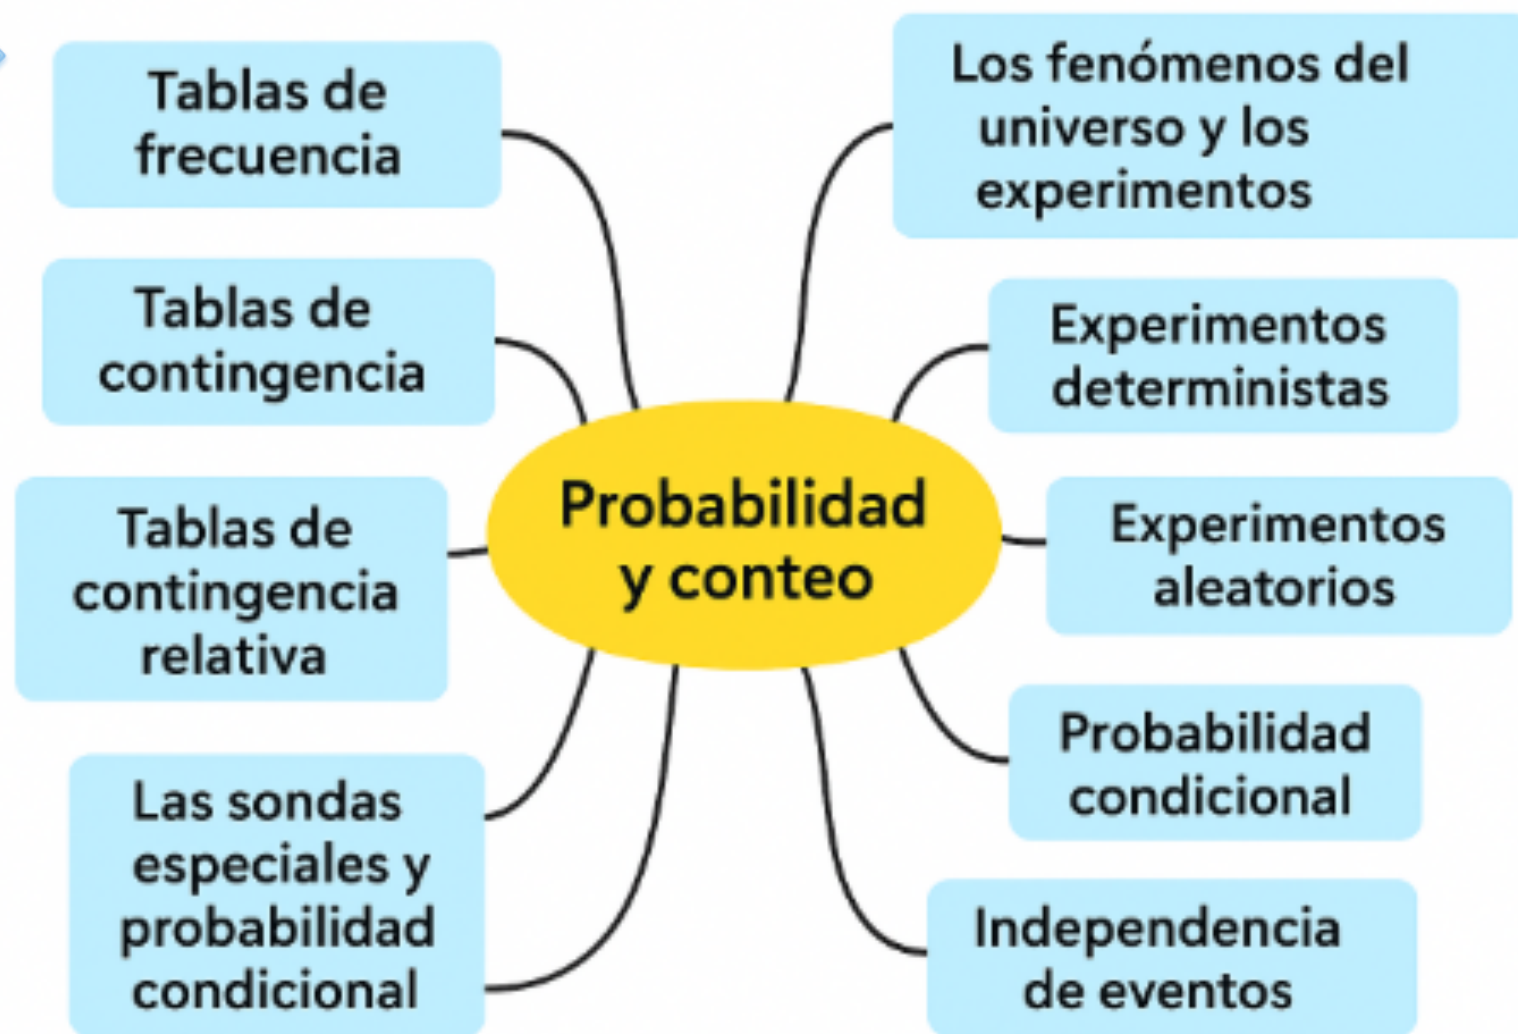 Tablas de
frecuencia
Tablas de
contingencia
Tablas de
contingencia
relativa
Las sondas
especiales y
probabilidad
condicional
Probabilidad
y conteo
Los fenómenos del
universo y los
experimentos
Experimentos
deterministas
Experimentos
aleatorios
Probabilidad
condicional
Independencia
de eventos